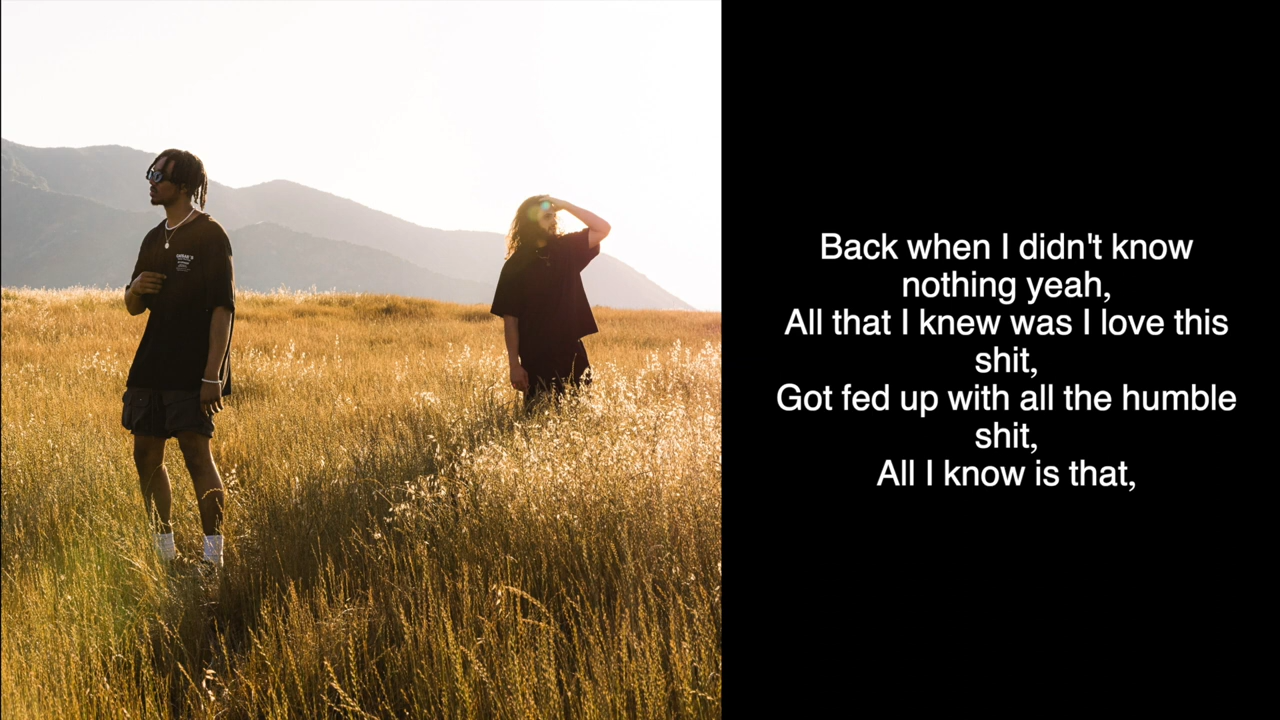 Back when I didn't know
nothing yeah,
All that I knew was I love this
shit,
Got fed up with all the humble
shit,
All I know is that,